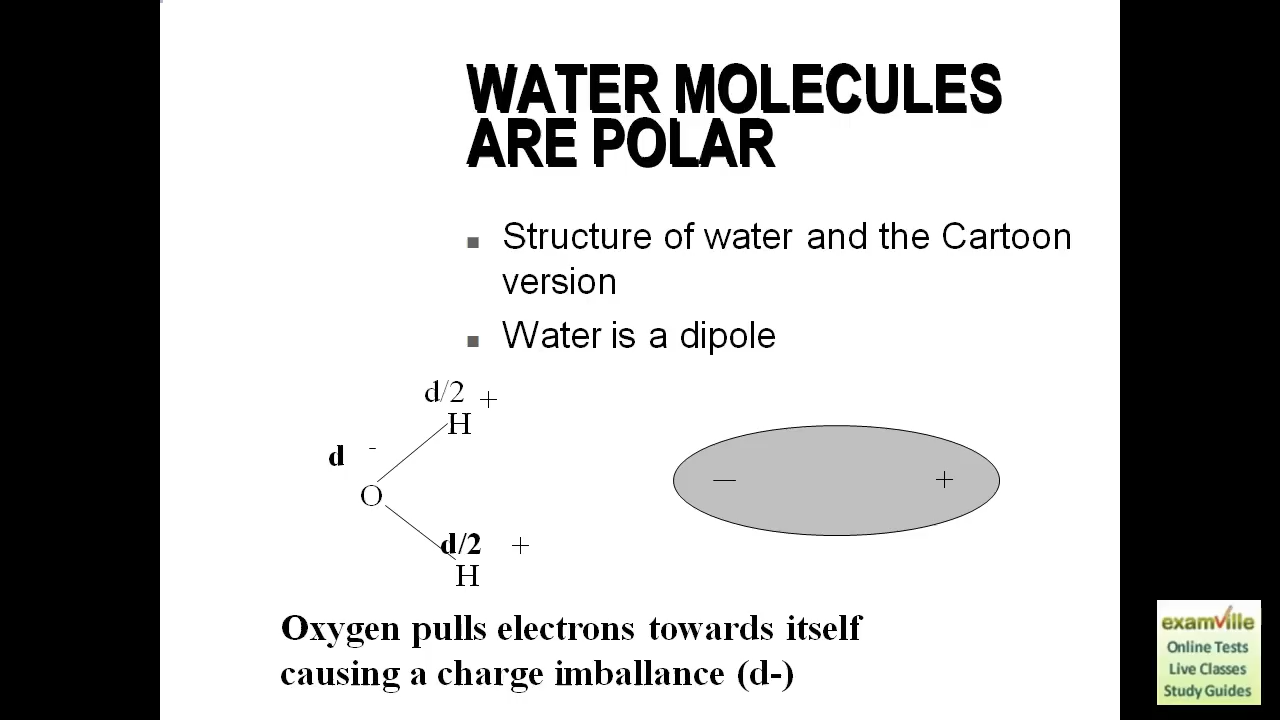 WATER MOLECULES
ARE POLAR
■ Structure of water and the Cartoon
version
■ Water is a dipole
d/2 +
H
d -
O
d/2 +
H
— +
Oxygen pulls electrons towards itself
causing a charge imballance (d-)
examville
Online Tests
Live Classes
Study Guides